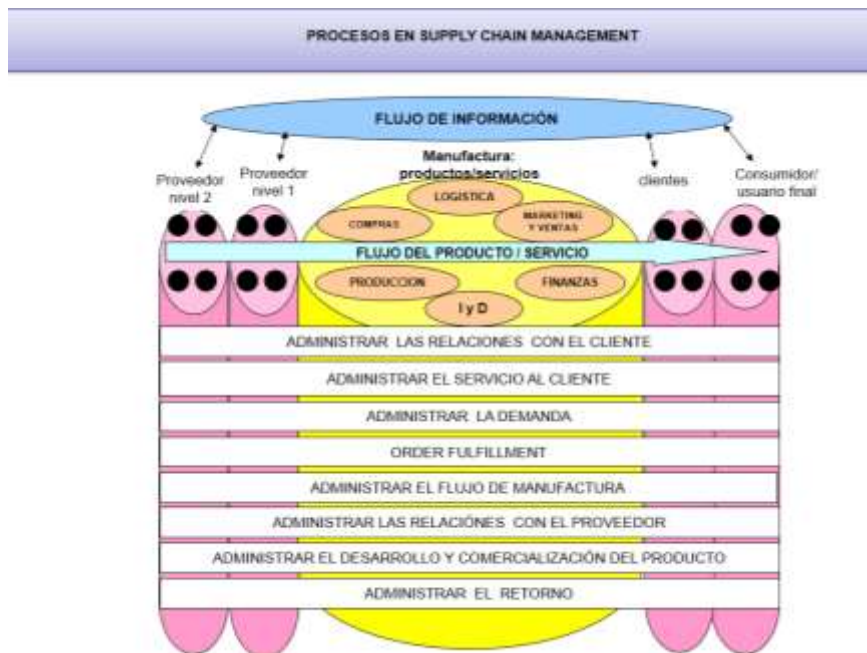 PROCESOS EN SUPPLY CHAIN MANAGEMENT
FLUJO DE INFORMACIÓN
Proveedor
nivel 2
Proveedor
nivel 1
Manufactura:
productos/servicios
clientes
Consumidor/
usuario final
LOGISTICA
COMPRAS
MARKETING
Y VENTAS
FLUJO DEL PRODUCTO / SERVICIO
PRODUCCION
FINANZAS
I y D
ADMINISTRAR LAS RELACIONES CON EL CLIENTE
ADMINISTRAR EL SERVICIO AL CLIENTE
ADMINISTRAR LA DEMANDA
ORDER FULFILLMENT
ADMINISTRAR EL FLUJO DE MANUFACTURA
ADMINISTRAR LAS RELACIÓNES CON EL PROVEEDOR
ADMINISTRAR EL DESARROLLO Y COMERCIALIZACIÓN DEL PRODUCTO
ADMINISTRAR EL RETORNO